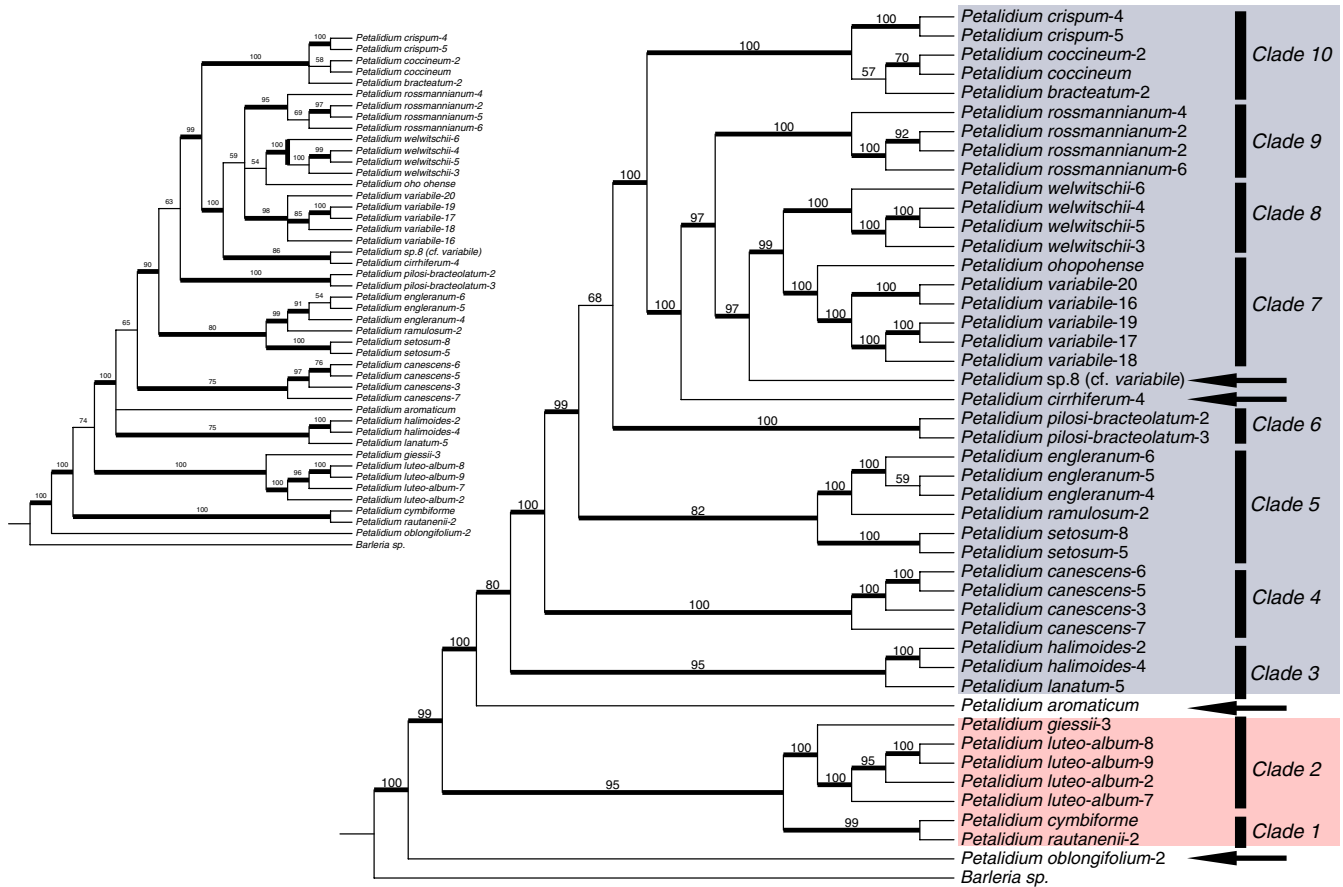 Petalidium crispum-4
Petalidium crispum-5
Petalidium coccineum-2
Petalidium coccineum
Petalidium bracteatum-2
Petalidium rossmannianum-4
Petalidium rossmannianum-2
Petalidium rossmannianum-5
Petalidium rossmannianum-6
Petalidium welwitschii-6
Petalidium welwitschii-4
Petalidium welwitschii-5
Petalidium welwitschii-3
Petalidium oho ohense
Petalidium variabile-20
Petalidium variabile-19
Petalidium variabile-17
Petalidium variabile-18
Petalidium variabile-16
Petalidium sp.8 (cf. variabile)
Petalidium cirrhiferum-4
Petalidium pilosi-bracteolatum-2
Petalidium pilosi-bracteolatum-3
Petalidium engleranum-6
Petalidium engleranum-5
Petalidium engleranum-4
Petalidium ramulosum-2
Petalidium setosum-8
Petalidium setosum-5
Petalidium canescens-6
Petalidium canescens-5
Petalidium canescens-3
Petalidium canescens-7
Petalidium aromaticum
Petalidium halimoides-2
Petalidium halimoides-4
Petalidium lanatum-5
Petalidium giessii-3
Petalidium luteo-album-8
Petalidium luteo-album-9
Petalidium luteo-album-7
Petalidium luteo-album-2
Petalidium cymbiforme
Petalidium rautanenii-2
Petalidium oblongifolium-2
Barleria sp.
100
100
58
95
97
69
99
100
99
100
59
54
98
100
85
100
63
86
100
90
54
91
99
80
100
65
76
97
75
100
100
75
74
100
100
100
96
100
100
100
Petalidium crispum-4
Petalidium crispum-5
Petalidium coccineum-2
Petalidium coccineum
Petalidium bracteatum-2
Clade 10
Petalidium rossmannianum-4
Petalidium rossmannianum-2
Petalidium rossmannianum-2
Petalidium rossmannianum-6
Clade 9
Petalidium welwitschii-6
Petalidium welwitschii-4
Petalidium welwitschii-5
Petalidium welwitschii-3
Clade 8
Petalidium ohopohense
Petalidium variabile-20
Petalidium variabile-16
Petalidium variabile-19
Petalidium variabile-17
Petalidium variabile-18
Clade 7
Petalidium sp.8 (cf. variabile)
Petalidium cirrhiferum-4
Petalidium pilosi-bracteolatum-2
Petalidium pilosi-bracteolatum-3
Clade 6
Petalidium engleranum-6
Petalidium engleranum-5
Petalidium engleranum-4
Petalidium ramulosum-2
Petalidium setosum-8
Petalidium setosum-5
Clade 5
Petalidium canescens-6
Petalidium canescens-5
Petalidium canescens-3
Petalidium canescens-7
Clade 4
Petalidium halimoides-2
Petalidium halimoides-4
Petalidium lanatum-5
Clade 3
Petalidium aromaticum
Petalidium giessii-3
Petalidium luteo-album-8
Petalidium luteo-album-9
Petalidium luteo-album-2
Petalidium luteo-album-7
Clade 2
Petalidium cymbiforme
Petalidium rautanenii-2
Clade 1
Petalidium oblongifolium-2
Barleria sp.
100
100
70
57
100
92
100
100
97
100
100
99
100
100
100
97
100
100
100
68
100
99
100
59
100
82
100
100
100
100
100
80
100
95
100
99
100
100
95
100
95
99
100